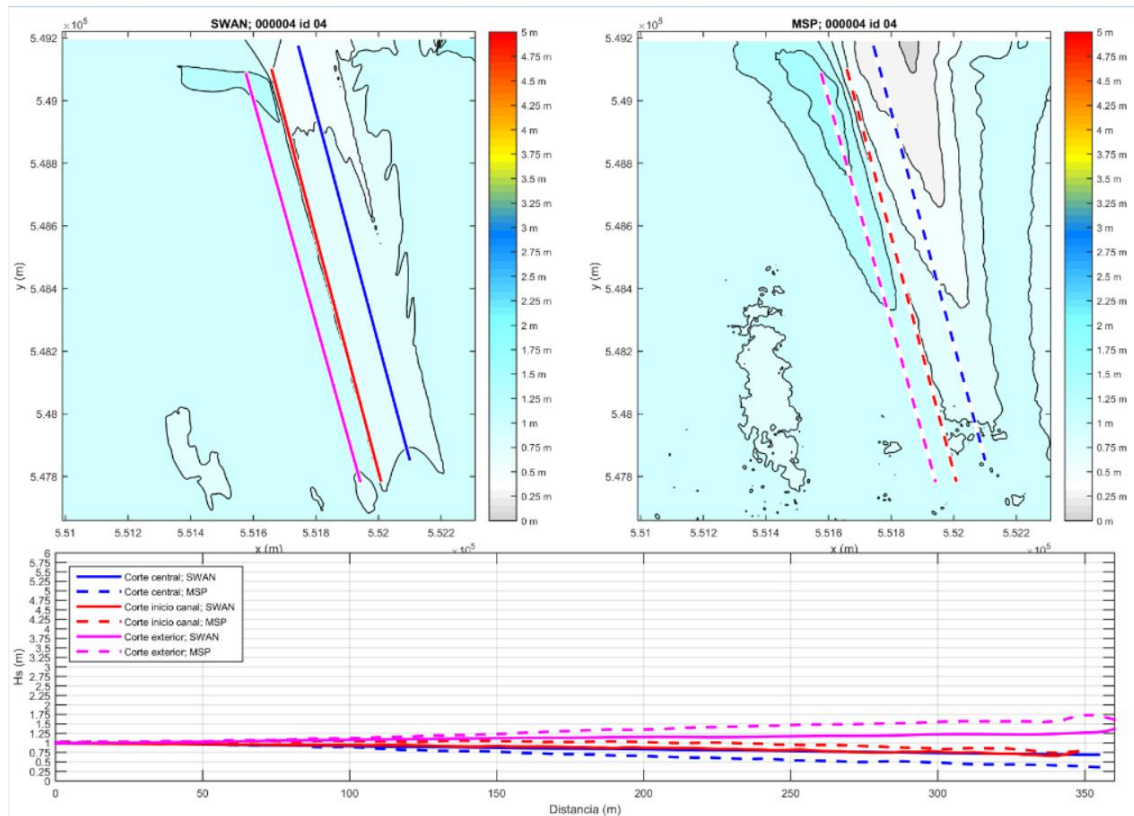 ×10⁵ SWAN; 000004 id 04
5.492
5.49
5.488
5.486
5.484
5.482
5.48
5.478
y (m)
5.51 5.512 5.514 5.516 5.518 5.52 5.522
x (m) ×10⁵
5 m
4.75 m
4.5 m
4.25 m
4 m
3.75 m
3.5 m
3.25 m
3 m
2.75 m
2.5 m
2.25 m
2 m
1.75 m
1.5 m
1.25 m
1 m
0.75 m
0.5 m
0.25 m
0 m
×10⁵ MSP; 000004 id 04
5.492
5.49
5.488
5.486
5.484
5.482
5.48
5.478
y (m)
5.51 5.512 5.514 5.516 5.518 5.52 5.522
x (m) ×10⁵
5 m
4.75 m
4.5 m
4.25 m
4 m
3.75 m
3.5 m
3.25 m
3 m
2.75 m
2.5 m
2.25 m
2 m
1.75 m
1.5 m
1.25 m
1 m
0.75 m
0.5 m
0.25 m
0 m
6
5.75
5.5
5.25
5
4.75
4.5
4.25
4
3.75
3.5
3.25
3
2.75
2.5
2.25
2
1.75
1.5
1.25
1
0.75
0.5
0.25
0
Hs (m)
Corte central; SWAN
Corte central; MSP
Corte inicio canal; SWAN
Corte inicio canal; MSP
Corte exterior; SWAN
Corte exterior; MSP
0 50 100 150 200 250 300 350
Distancia (m)